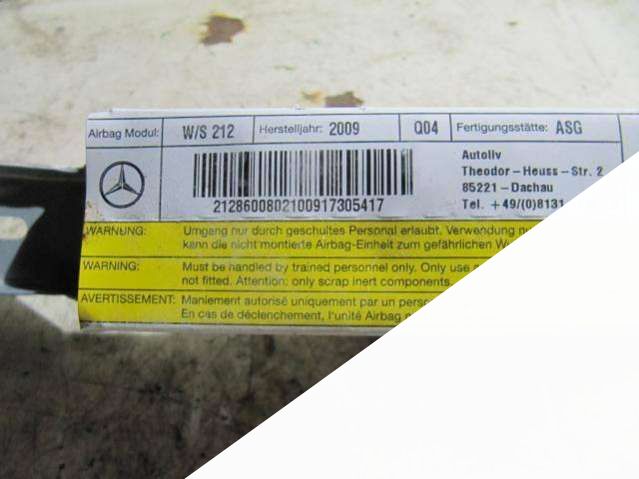 Airbag Modul: W/S 212 Herstelljahr: 2009 Q04 Fertigungsstätte: ASG
21286008021009173054​17
Autoliv
Theodor-Heuss-Str. 2
85221-Dachau
Tel. +49/(0)8131
WARNUNG: Umgang nur durch geschultes Personal erlaubt. Verwendung
kann die nicht montierte Airbag-Einheit zum gefährlichen
WARNING: Must be handled by trained personnel only. Only use
not fitted. Attention: only scrap inert components.
AVERTISSEMENT: Maniement autorisé uniquement par un
En cas de déclenchement, l'unité Airbag